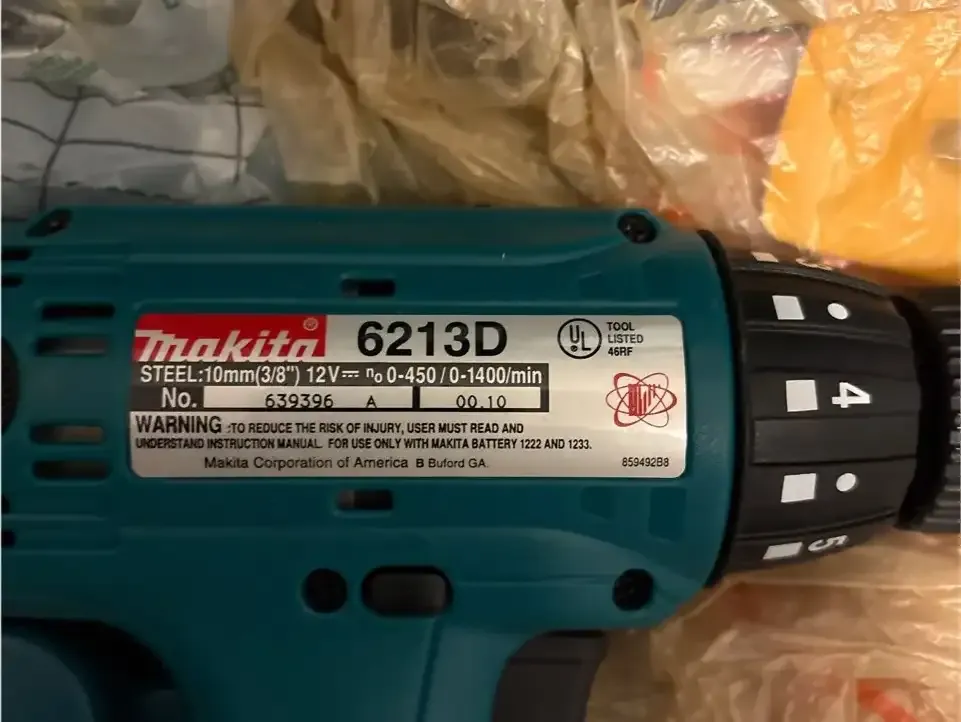 makita® 6213D UL TOOL
LISTED
46RF
STEEL:10mm(3/8") 12V⎓ n₀ 0-450 / 0-1400/min
No. 639396 A 00.10
WARNING :TO REDUCE THE RISK OF INJURY, USER MUST READ AND
UNDERSTAND INSTRUCTION MANUAL. FOR USE ONLY WITH MAKITA BATTERY 1222 AND 1233.
Makita Corporation of America B Buford GA. 859492B8
4
5